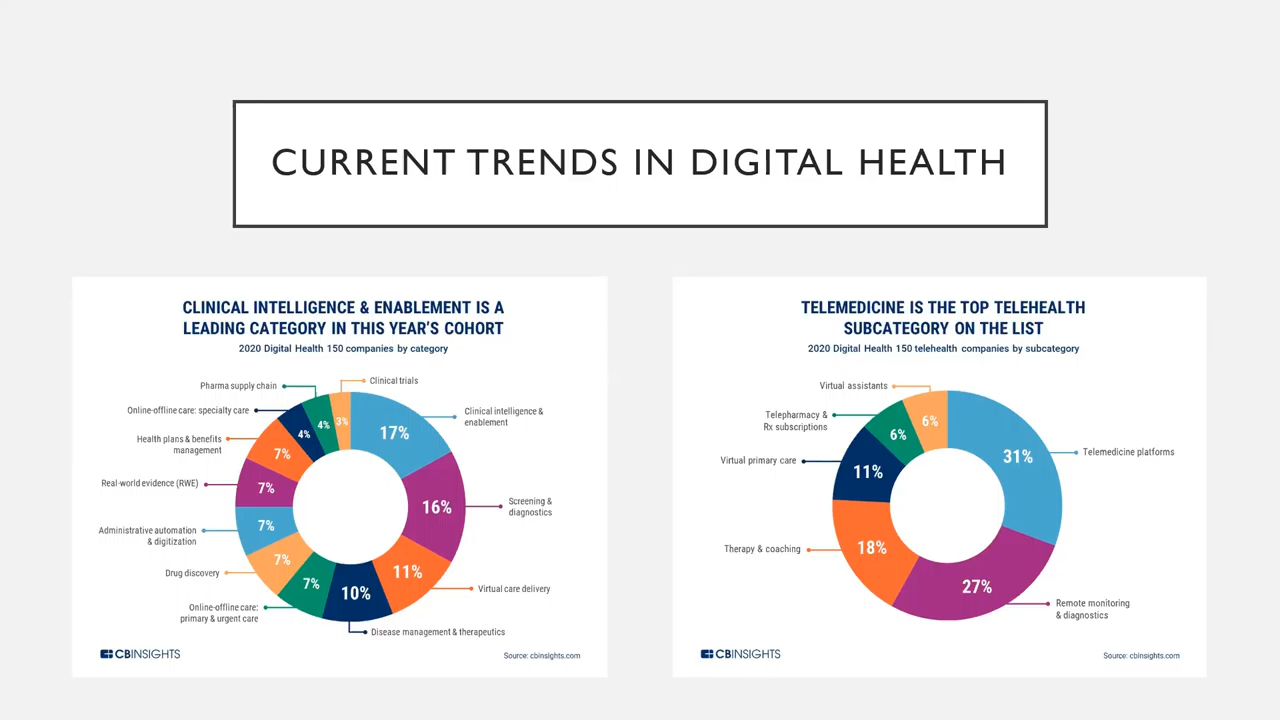 CURRENT TRENDS IN DIGITAL HEALTH
CLINICAL INTELLIGENCE & ENABLEMENT IS A
LEADING CATEGORY IN THIS YEAR'S COHORT
2020 Digital Health 150 companies by category
Clinical trials
Pharma supply chain
Online-offline care: specialty care
Health plans & benefits
management
Real-world evidence (RWE)
Administrative automation
& digitization
Drug discovery
Online-offline care:
primary & urgent care
Disease management & therapeutics
Virtual care delivery
Screening &
diagnostics
Clinical intelligence &
enablement
17%
16%
11%
10%
7%
7%
7%
7%
7%
4%
4%
3%
CBINSIGHTS
Source: cbinsights.com
TELEMEDICINE IS THE TOP TELEHEALTH
SUBCATEGORY ON THE LIST
2020 Digital Health 150 telehealth companies by subcategory
Virtual assistants
Telepharmacy &
Rx subscriptions
Virtual primary care
Therapy & coaching
Remote monitoring
& diagnostics
Telemedicine platforms
31%
27%
18%
11%
6%
6%
CBINSIGHTS
Source: cbinsights.com